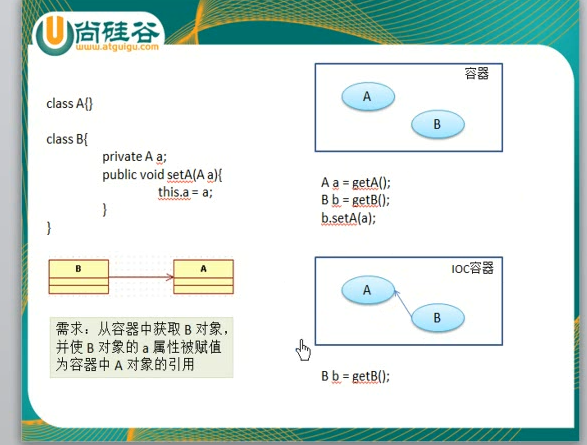 尚硅谷
www.atguigu.com
class A{}
class B{
private A a;
public void setA(A a){
this.a = a;
}
}
B
A
需求：从容器中获取 B 对象，
并使 B 对象的 a 属性被赋值
为容器中 A 对象的引用
容器
A
B
A a = getA();
B b = getB();
b.setA(a);
IOC容器
A
B
B b = getB();